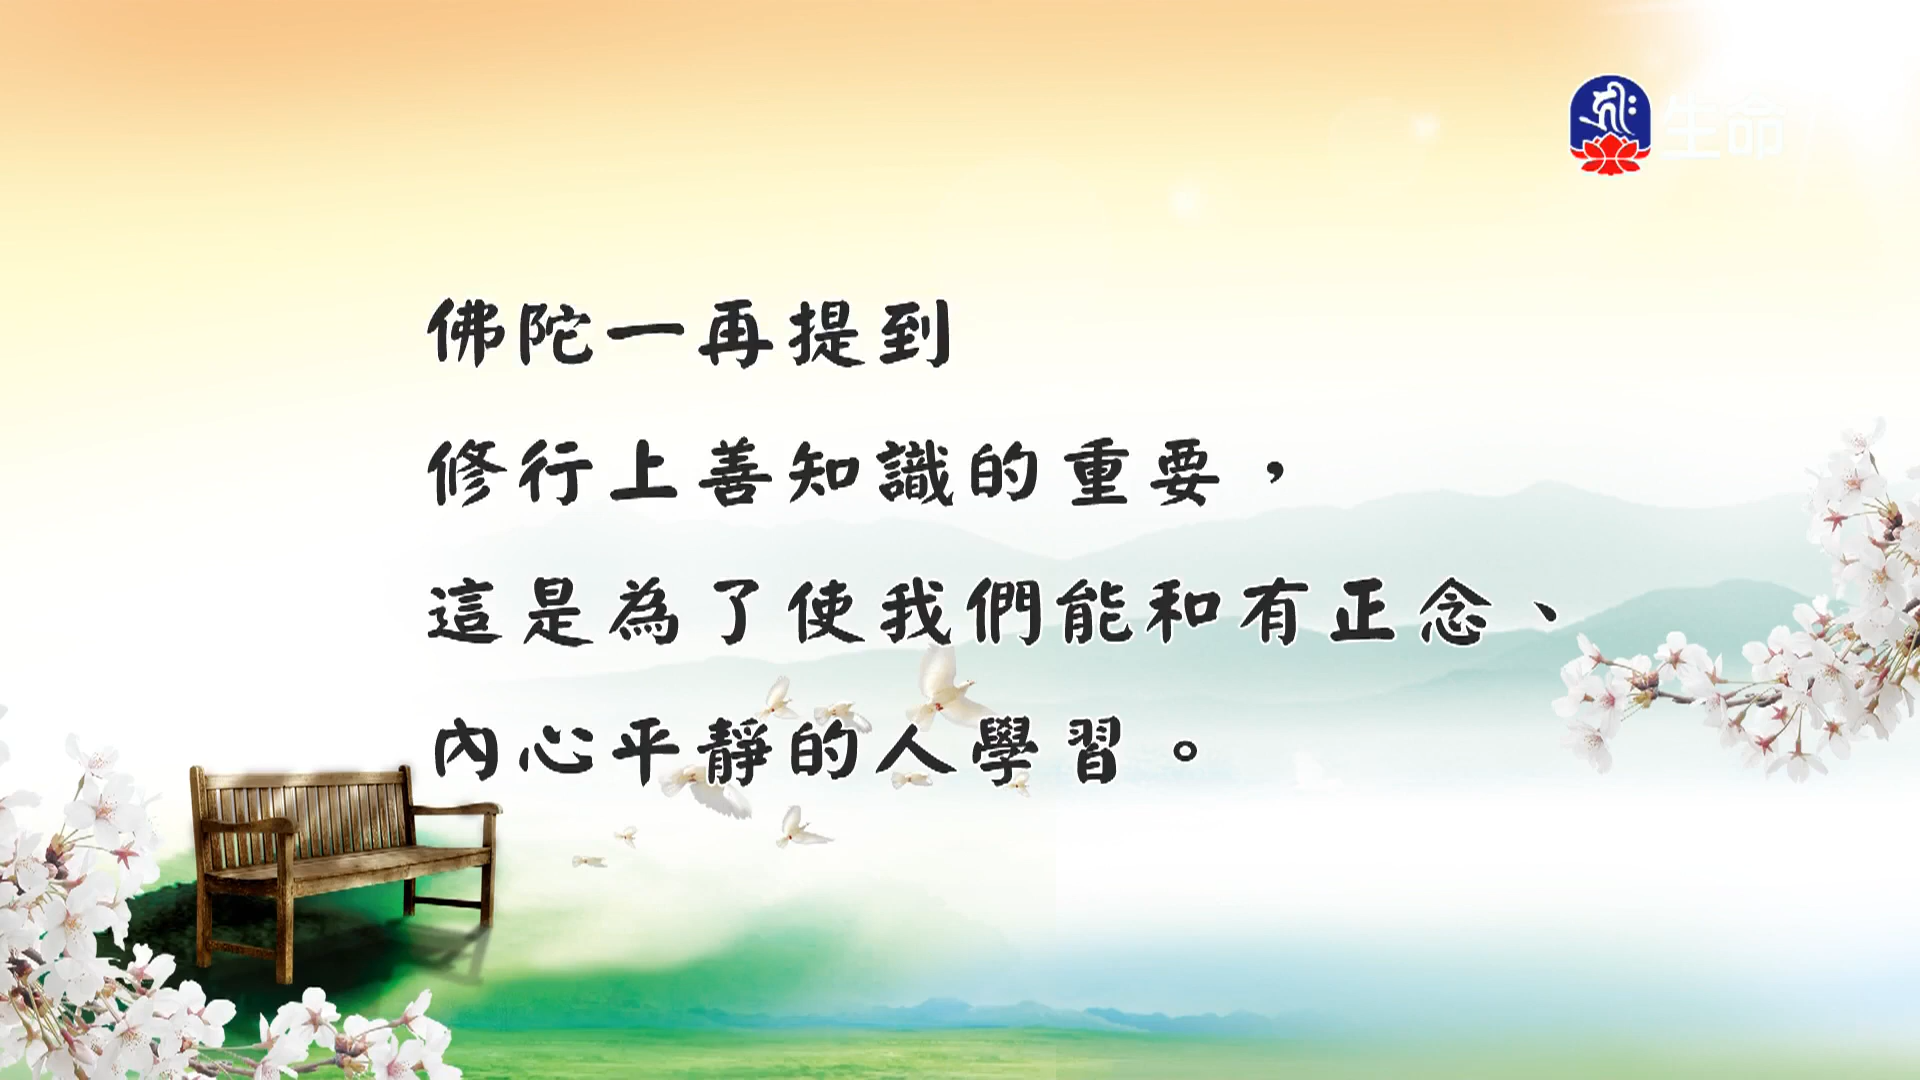 生命
佛陀一再提到
修行上善知識的重要，
這是為了使我們能和有正念、
內心平靜的人學習。